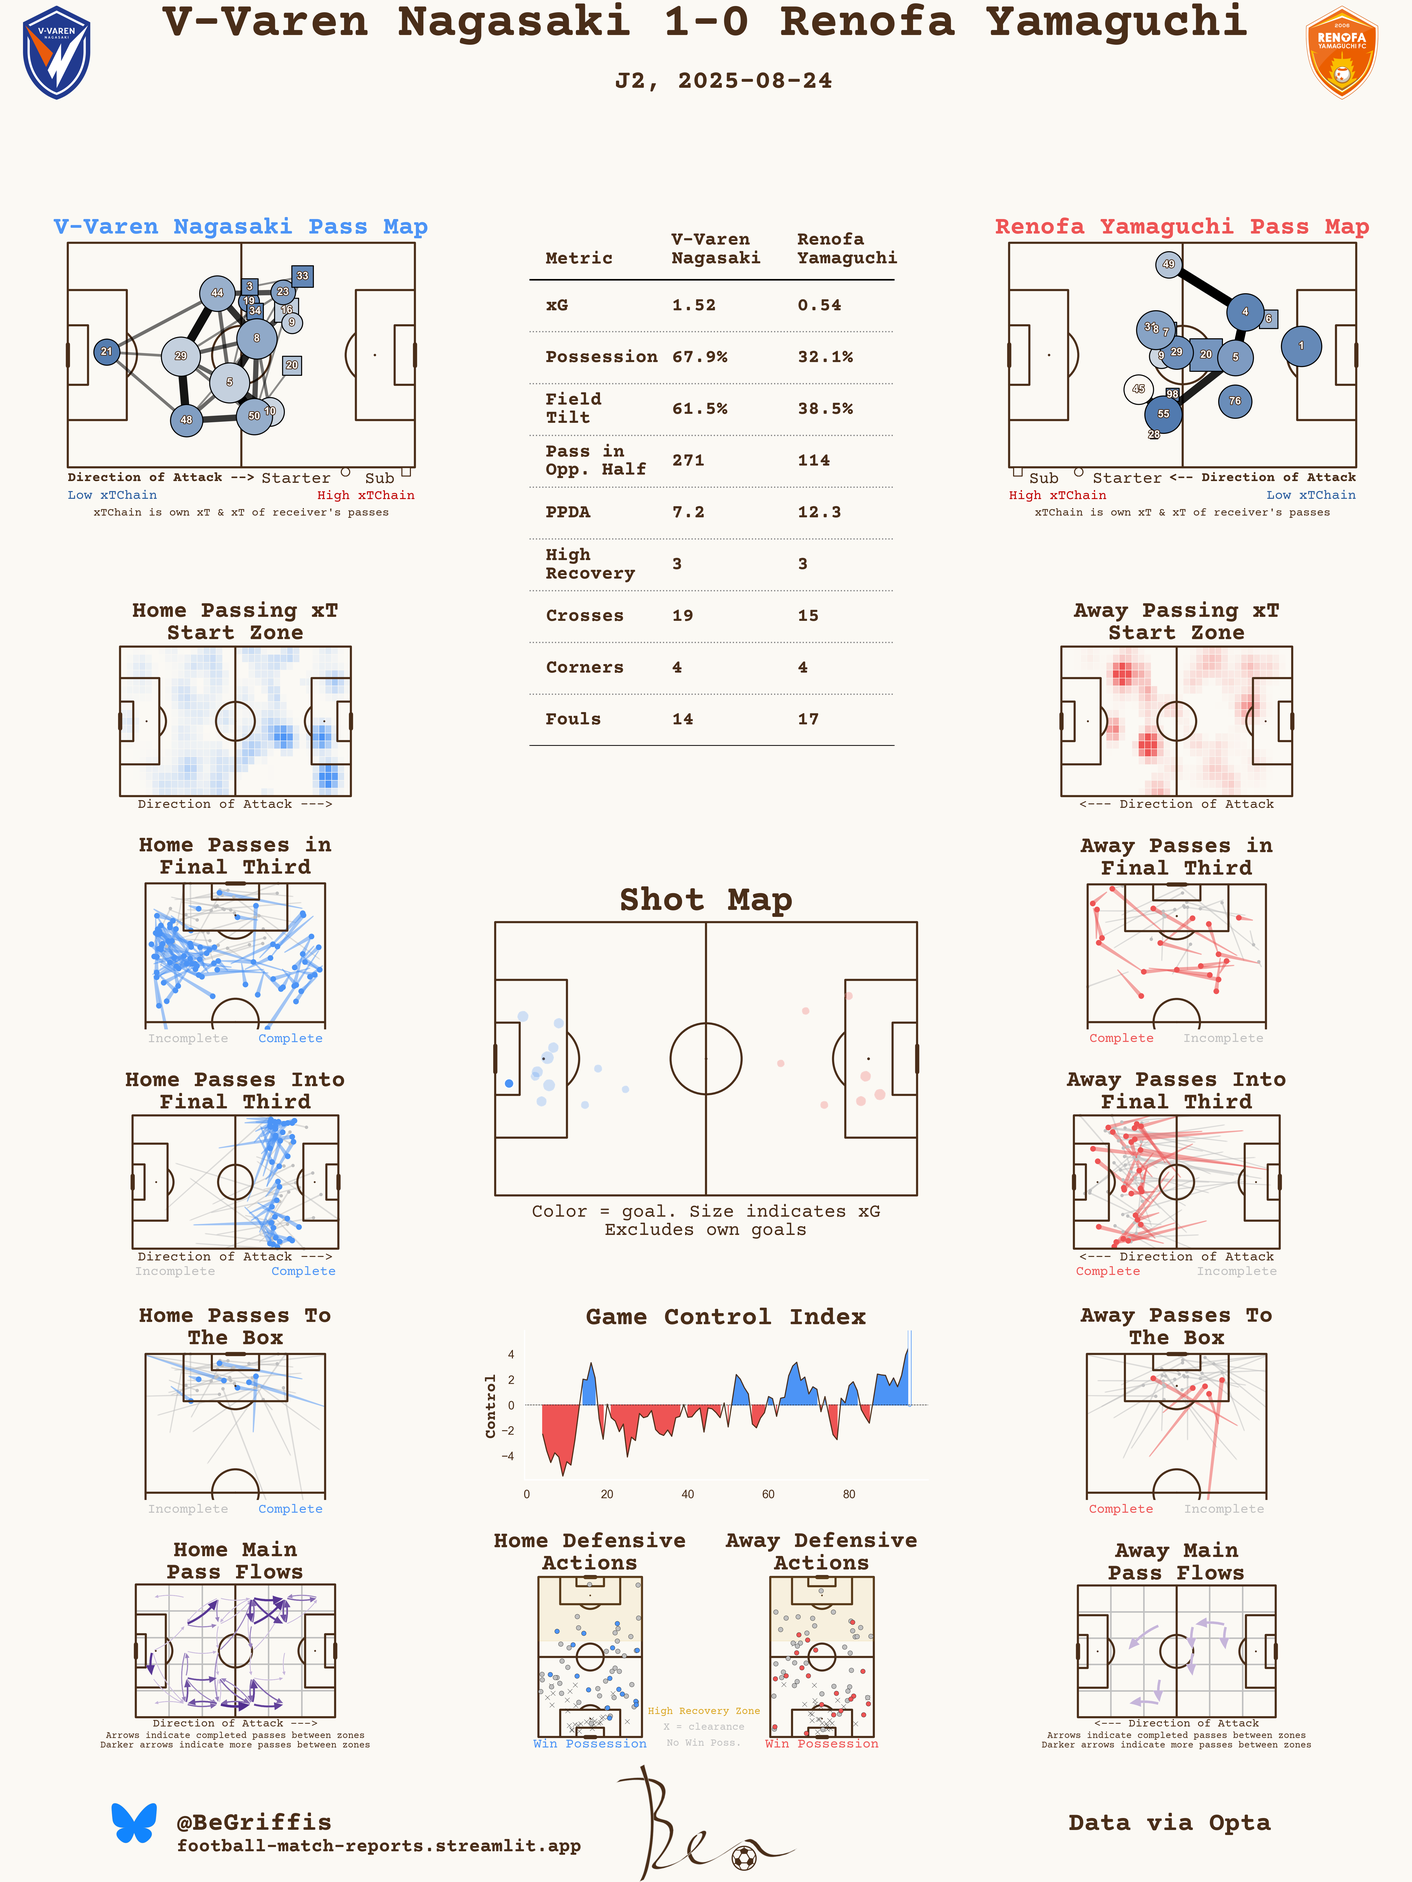 V-Varen Nagasaki 1-0 Renofa Yamaguchi
J2, 2025-08-24
V-VAREN
NAGASAKI
2006
RENOFA
YAMAGUCHI FC
V-Varen Nagasaki Pass Map
44
3
33
19
23
34
16
9
8
21
29
20
5
48
50
10
Direction of Attack --> Starter Sub
Low xTChain High xTChain
xTChain is own xT & xT of receiver's passes
Metric V-Varen Nagasaki Renofa Yamaguchi
xG 1.52 0.54
Possession 67.9% 32.1%
Field Tilt 61.5% 38.5%
Pass in Opp. Half 271 114
PPDA 7.2 12.3
High Recovery 3 3
Crosses 19 15
Corners 4 4
Fouls 14 17
Renofa Yamaguchi Pass Map
49
4
6
8
7
1
9
29
20
5
45
98
76
55
28
Sub Starter <-- Direction of Attack
High xTChain Low xTChain
xTChain is own xT & xT of receiver's passes
Home Passing xT
Start Zone
Direction of Attack --->
Away Passing xT
Start Zone
<--- Direction of Attack
Home Passes in
Final Third
Incomplete Complete
Away Passes in
Final Third
Complete Incomplete
Shot Map
Color = goal. Size indicates xG
Excludes own goals
Home Passes Into
Final Third
Direction of Attack --->
Incomplete Complete
Away Passes Into
Final Third
<--- Direction of Attack
Complete Incomplete
Home Passes To
The Box
Incomplete Complete
Game Control Index
Control
4
2
0
−2
−4
0 20 40 60 80
Away Passes To
The Box
Complete Incomplete
Home Main
Pass Flows
Direction of Attack --->
Arrows indicate completed passes between zones
Darker arrows indicate more passes between zones
Home Defensive
Actions
Win Possession
High Recovery Zone
X = clearance
No Win Poss.
Away Defensive
Actions
Win Possession
Away Main
Pass Flows
<--- Direction of Attack
Arrows indicate completed passes between zones
Darker arrows indicate more passes between zones
@BeGriffis
football-match-reports.streamlit.app
Ben
Data via Opta